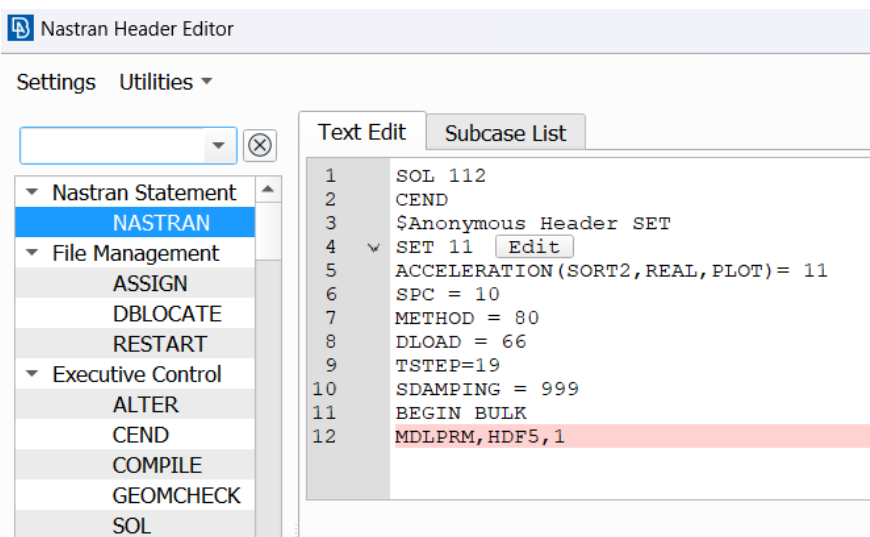 Nastran Header Editor
Settings Utilities
Text Edit Subcase List
Nastran Statement
NASTRAN
File Management
ASSIGN
DBLOCATE
RESTART
Executive Control
ALTER
CEND
COMPILE
GEOMCHECK
SOL
1 SOL 112
2 CEND
3 $Anonymous Header SET
4 SET 11 Edit
5 ACCELERATION(SORT2,REAL,PLOT)= 11
6 SPC = 10
7 METHOD = 80
8 DLOAD = 66
9 TSTEP=19
10 SDAMPING = 999
11 BEGIN BULK
12 MDLPRM,HDF5,1